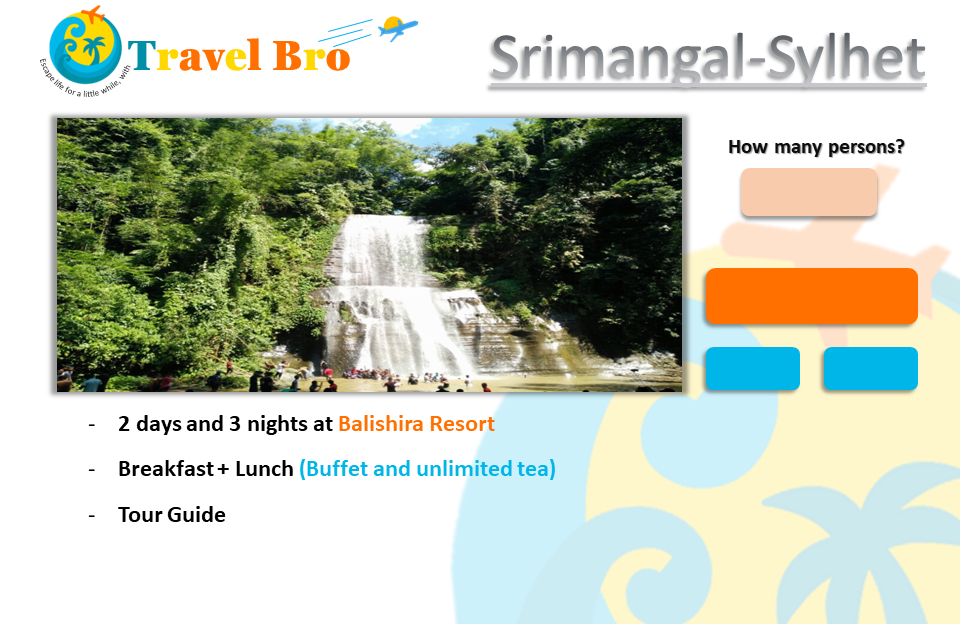 Escape life for a little while, with
Travel Bro
Srimangal-Sylhet
How many persons?
- 2 days and 3 nights at Balishira Resort
- Breakfast + Lunch (Buffet and unlimited tea)
- Tour Guide